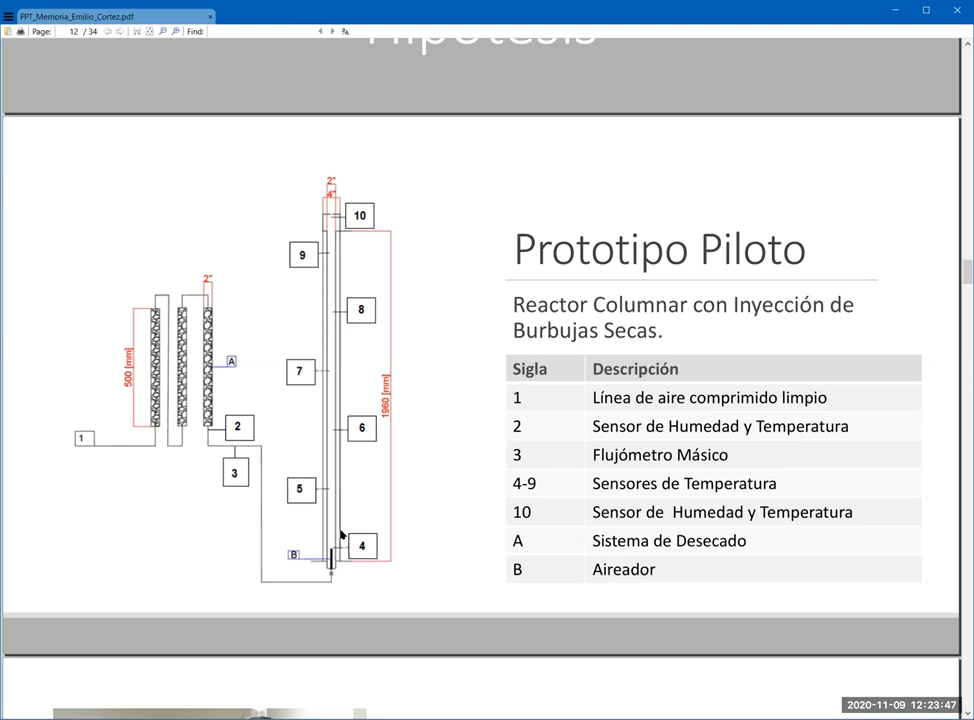 PPT_Memoria_Emilio_Cortez.pdf
Page: 12 / 34 Find:
Hipótesis
2"
4"
10
9
2"
8
A
7
500 [mm]
1960 [mm]
2
6
1
3
5
4
B
Prototipo Piloto
Reactor Columnar con Inyección de
Burbujas Secas.
Sigla Descripción
1 Línea de aire comprimido limpio
2 Sensor de Humedad y Temperatura
3 Flujómetro Másico
4-9 Sensores de Temperatura
10 Sensor de Humedad y Temperatura
A Sistema de Desecado
B Aireador
2020-11-09 12:23:47